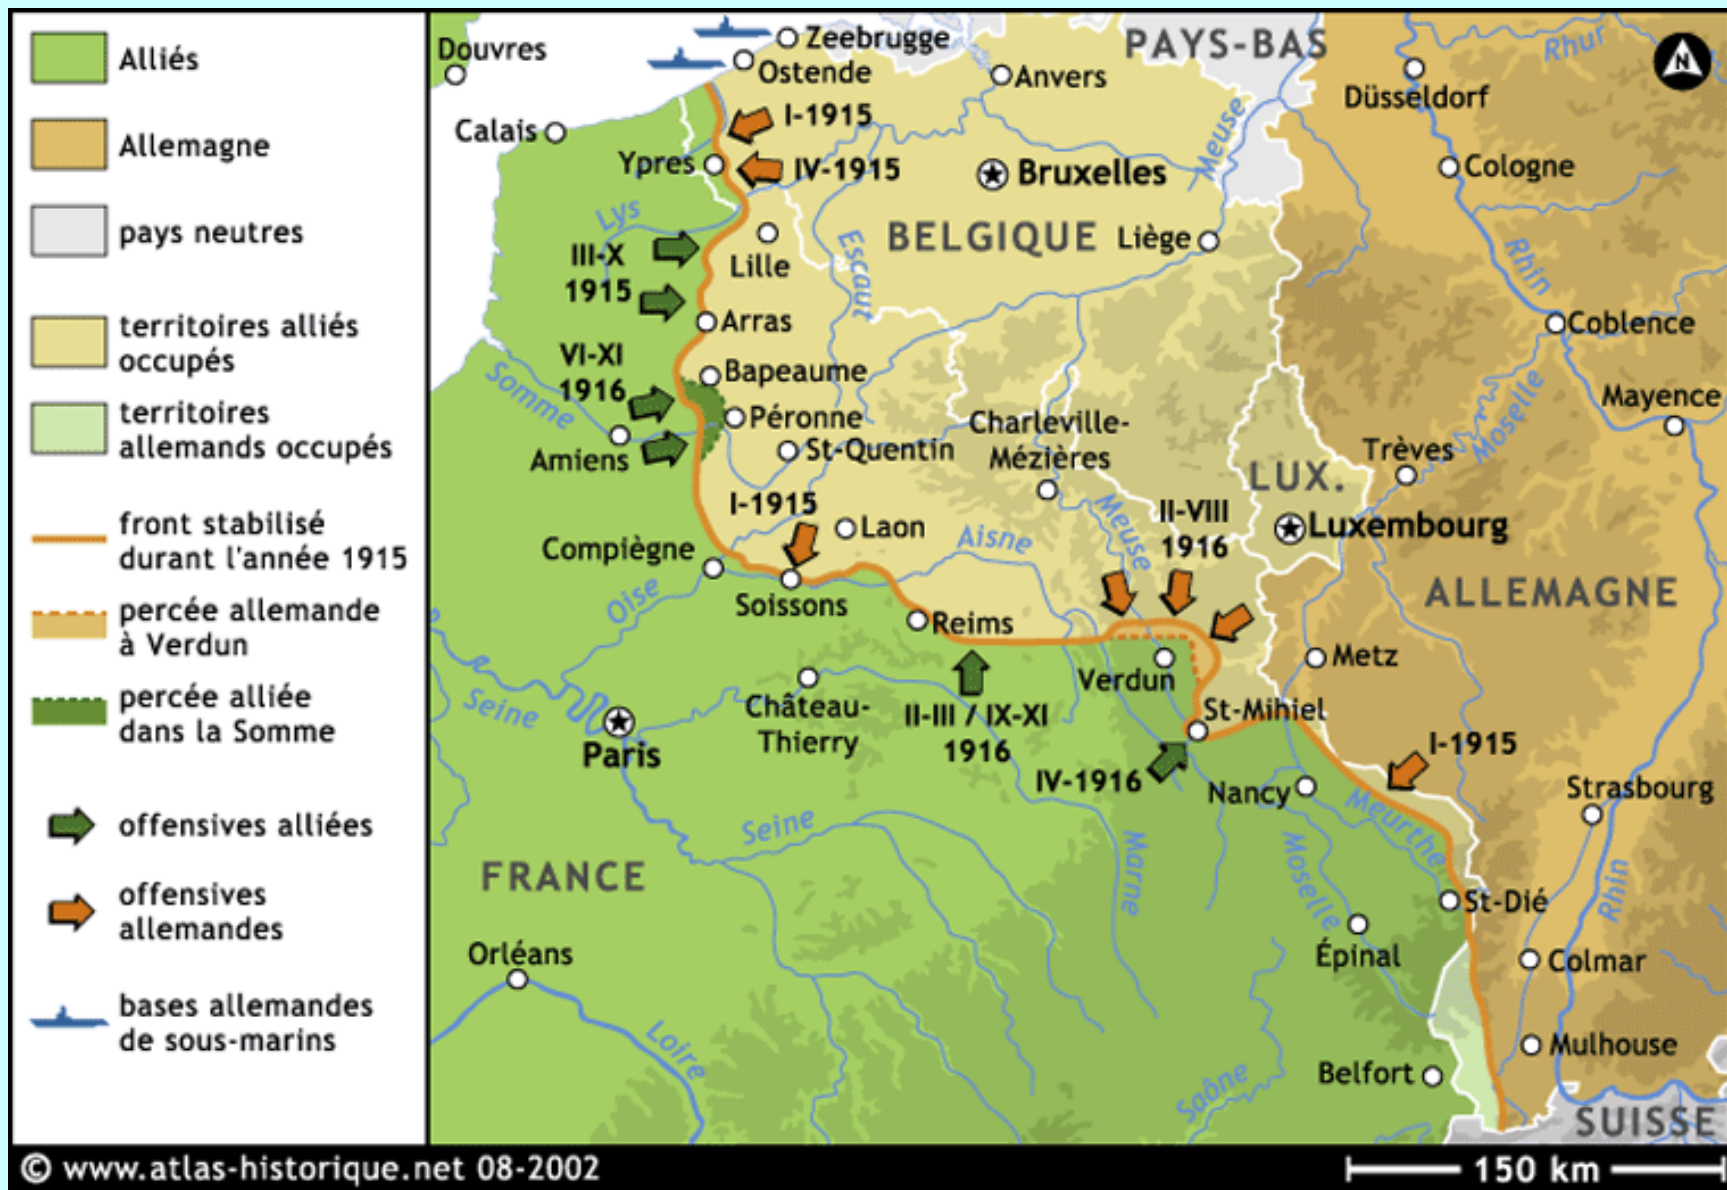 Alliés
Allemagne
pays neutres
territoires alliés
occupés
territoires
allemands occupés
front stabilisé
durant l'année 1915
percée allemande
à Verdun
percée alliée
dans la Somme
offensives alliées
offensives
allemandes
bases allemandes
de sous-marins
Douvres
Zeebrugge
Ostende
Anvers
PAYS-BAS
Rhur
N
Düsseldorf
Calais
I-1915
Ypres
IV-1915
Bruxelles
Meuse
Cologne
Lys
Lille
Escaut
BELGIQUE
Liège
Rhin
III-X
1915
Arras
Coblence
VI-XI
1916
Bapeaume
Somme
Péronne
Amiens
St-Quentin
Charleville-
Mézières
Moselle
Mayence
Trèves
LUX.
Luxembourg
I-1915
Laon
Compiègne
Aisne
Meuse
II-VIII
1916
ALLEMAGNE
Oise
Soissons
Reims
Verdun
Metz
Seine
Paris
Château-
Thierry
II-III / IX-XI
1916
St-Mihiel
IV-1916
I-1915
Nancy
Meurthe
Strasbourg
Seine
Marne
Moselle
Rhin
FRANCE
St-Dié
Épinal
Colmar
Orléans
Loire
Mulhouse
Belfort
Saône
SUISSE
© www.atlas-historique.net 08-2002
150 km